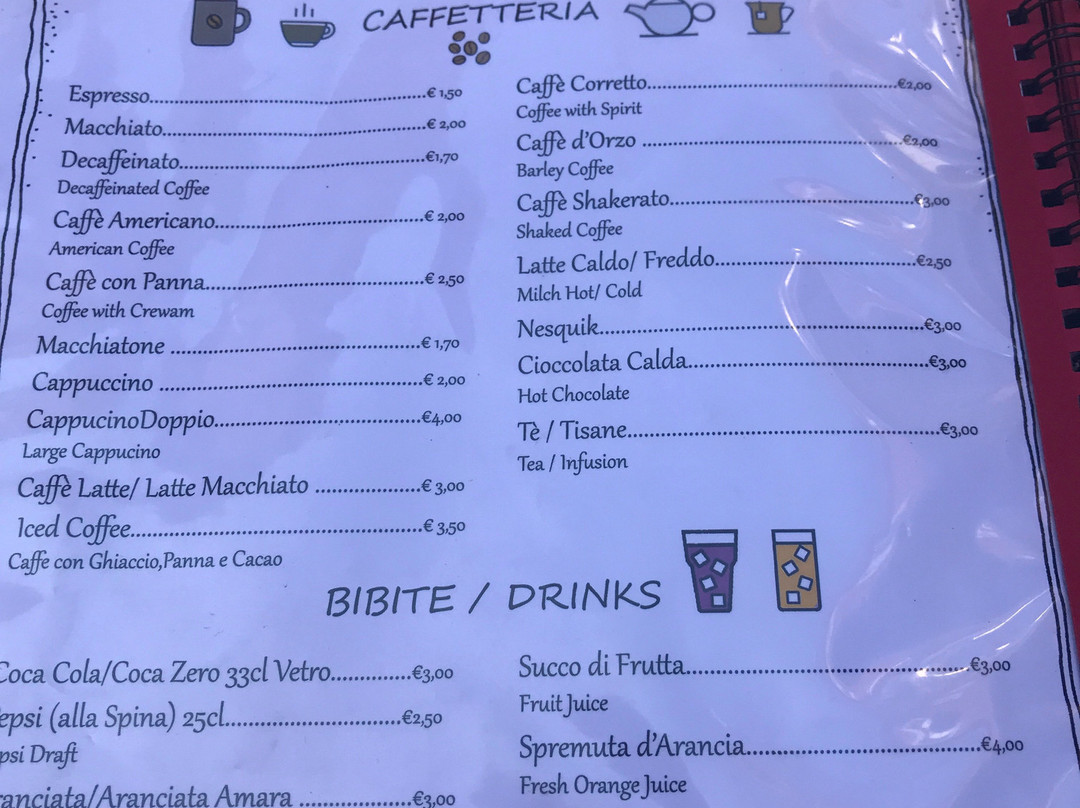 CAFFETTERIA
Espresso..........€ 1,50
Macchiato..........€ 2,00
Decaffeinato..........€1,70
Decaffeinated Coffee
Caffè Americano..........€ 2,00
American Coffee
Caffè con Panna..........€ 2,50
Coffee with Crewam
Macchiatone ..........€ 1,70
Cappuccino ..........€ 2,00
CappucinoDoppio..........€4,00
Large Cappucino
Caffè Latte/ Latte Macchiato ..........€ 3,00
Iced Coffee..........€ 3,50
Caffe con Ghiaccio,Panna e Cacao
Caffè Corretto..........€2,00
Coffee with Spirit
Caffè d'Orzo ..........€2,00
Barley Coffee
Caffè Shakerato..........€3,00
Shaked Coffee
Latte Caldo/ Freddo..........€2,50
Milch Hot/ Cold
Nesquik..........€3,00
Cioccolata Calda..........€3,00
Hot Chocolate
Tè / Tisane..........€3,00
Tea / Infusion
BIBITE / DRINKS
Coca Cola/Coca Zero 33cl Vetro..........€3,00
epsi (alla Spina) 25cl..........€2,50
psi Draft
ranciata/Aranciata Amara ..........€3,00
Succo di Frutta..........€3,00
Fruit Juice
Spremuta d'Arancia..........€4,00
Fresh Orange Juice